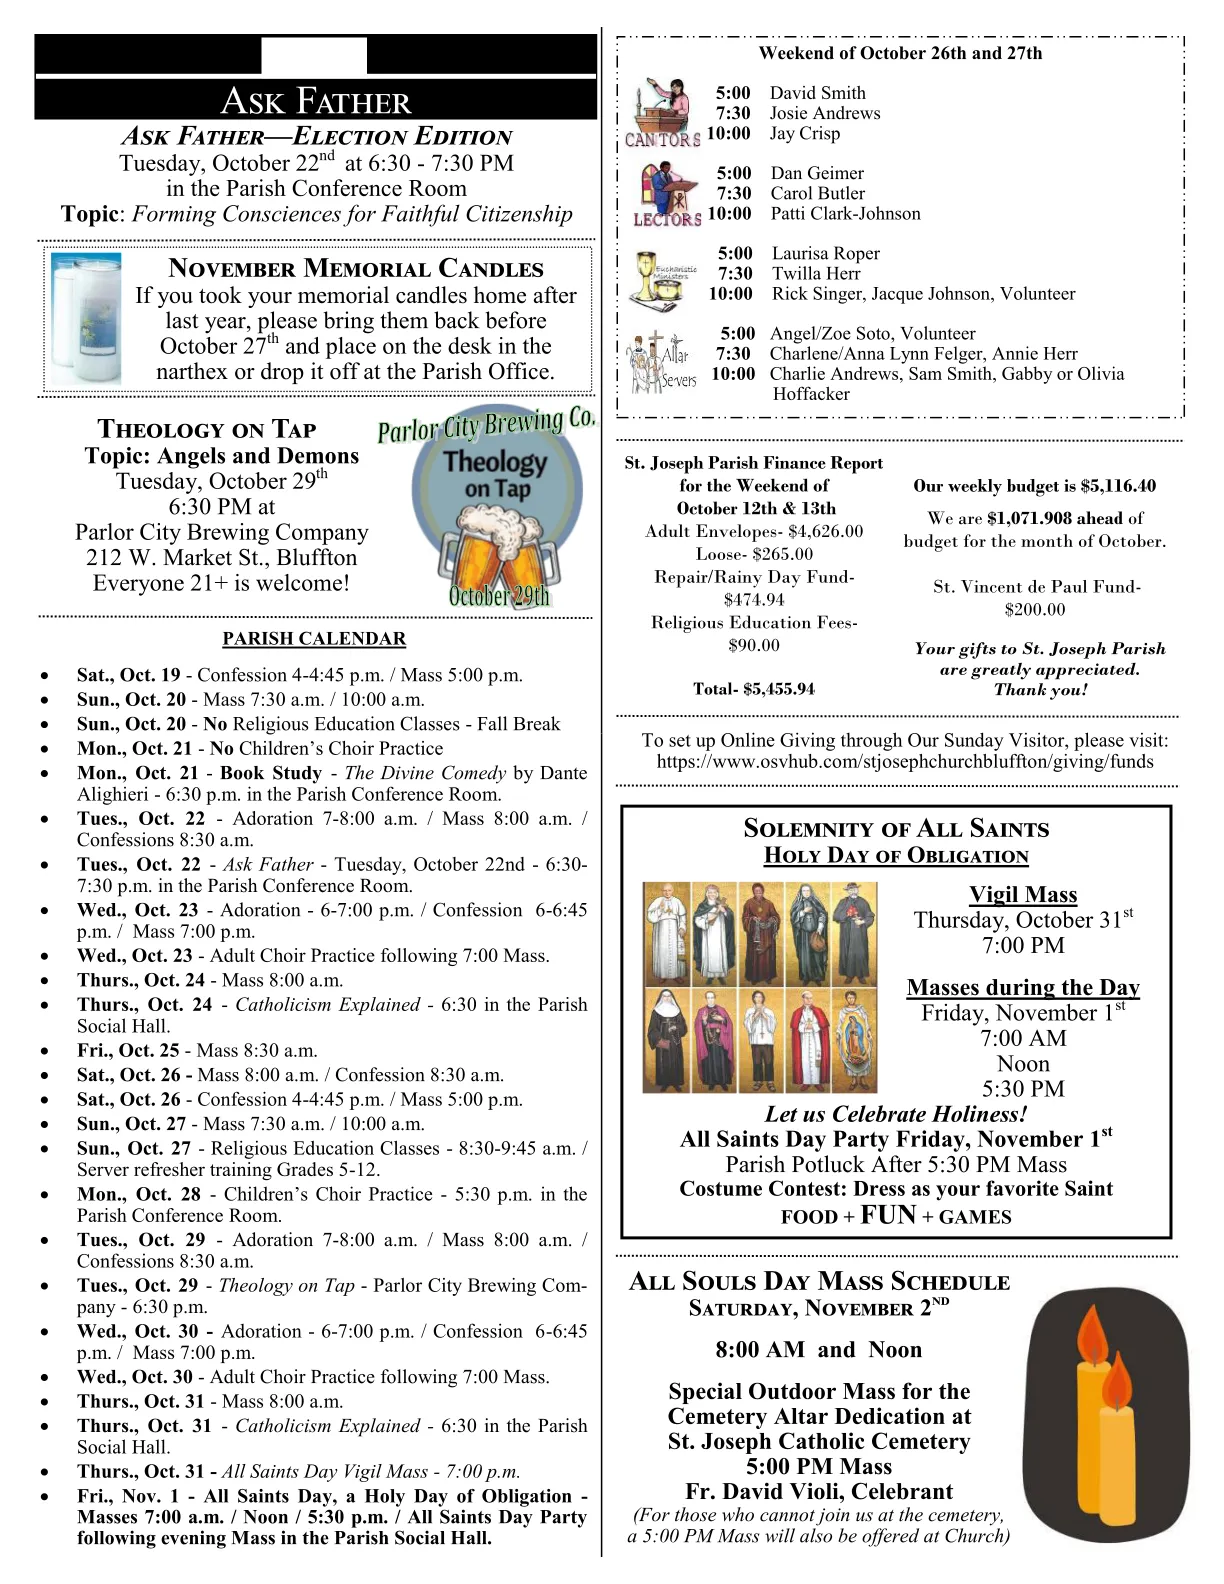 Ask Father
Ask Father—Election Edition
Tuesday, October 22nd at 6:30 - 7:30 PM
in the Parish Conference Room
Topic: Forming Consciences for Faithful Citizenship
November Memorial Candles
If you took your memorial candles home after
last year, please bring them back before
October 27th and place on the desk in the
narthex or drop it off at the Parish Office.
Theology on Tap
Topic: Angels and Demons
Tuesday, October 29th
6:30 PM at
Parlor City Brewing Company
212 W. Market St., Bluffton
Everyone 21+ is welcome!
Parlor City Brewing Co.
Theology
on Tap
October 29th
PARISH CALENDAR
• Sat., Oct. 19 - Confession 4-4:45 p.m. / Mass 5:00 p.m.
• Sun., Oct. 20 - Mass 7:30 a.m. / 10:00 a.m.
• Sun., Oct. 20 - No Religious Education Classes - Fall Break
• Mon., Oct. 21 - No Children's Choir Practice
• Mon., Oct. 21 - Book Study - The Divine Comedy by Dante
Alighieri - 6:30 p.m. in the Parish Conference Room.
• Tues., Oct. 22 - Adoration 7-8:00 a.m. / Mass 8:00 a.m. /
Confessions 8:30 a.m.
• Tues., Oct. 22 - Ask Father - Tuesday, October 22nd - 6:30-
7:30 p.m. in the Parish Conference Room.
• Wed., Oct. 23 - Adoration - 6-7:00 p.m. / Confession 6-6:45
p.m. / Mass 7:00 p.m.
• Wed., Oct. 23 - Adult Choir Practice following 7:00 Mass.
• Thurs., Oct. 24 - Mass 8:00 a.m.
• Thurs., Oct. 24 - Catholicism Explained - 6:30 in the Parish
Social Hall.
• Fri., Oct. 25 - Mass 8:30 a.m.
• Sat., Oct. 26 - Mass 8:00 a.m. / Confession 8:30 a.m.
• Sat., Oct. 26 - Confession 4-4:45 p.m. / Mass 5:00 p.m.
• Sun., Oct. 27 - Mass 7:30 a.m. / 10:00 a.m.
• Sun., Oct. 27 - Religious Education Classes - 8:30-9:45 a.m. /
Server refresher training Grades 5-12.
• Mon., Oct. 28 - Children's Choir Practice - 5:30 p.m. in the
Parish Conference Room.
• Tues., Oct. 29 - Adoration 7-8:00 a.m. / Mass 8:00 a.m. /
Confessions 8:30 a.m.
• Tues., Oct. 29 - Theology on Tap - Parlor City Brewing Com-
pany - 6:30 p.m.
• Wed., Oct. 30 - Adoration - 6-7:00 p.m. / Confession 6-6:45
p.m. / Mass 7:00 p.m.
• Wed., Oct. 30 - Adult Choir Practice following 7:00 Mass.
• Thurs., Oct. 31 - Mass 8:00 a.m.
• Thurs., Oct. 31 - Catholicism Explained - 6:30 in the Parish
Social Hall.
• Thurs., Oct. 31 - All Saints Day Vigil Mass - 7:00 p.m.
• Fri., Nov. 1 - All Saints Day, a Holy Day of Obligation -
Masses 7:00 a.m. / Noon / 5:30 p.m. / All Saints Day Party
following evening Mass in the Parish Social Hall.
Weekend of October 26th and 27th
CANTORS
5:00 David Smith
7:30 Josie Andrews
10:00 Jay Crisp
LECTORS
5:00 Dan Geimer
7:30 Carol Butler
10:00 Patti Clark-Johnson
Eucharistic
Ministers
5:00 Laurisa Roper
7:30 Twilla Herr
10:00 Rick Singer, Jacque Johnson, Volunteer
Altar
Servers
5:00 Angel/Zoe Soto, Volunteer
7:30 Charlene/Anna Lynn Felger, Annie Herr
10:00 Charlie Andrews, Sam Smith, Gabby or Olivia
Hoffacker
St. Joseph Parish Finance Report
for the Weekend of
October 12th & 13th
Adult Envelopes- $4,626.00
Loose- $265.00
Repair/Rainy Day Fund-
$474.94
Religious Education Fees-
$90.00
Total- $5,455.94
Our weekly budget is $5,116.40
We are $1,071.908 ahead of
budget for the month of October.
St. Vincent de Paul Fund-
$200.00
Your gifts to St. Joseph Parish
are greatly appreciated.
Thank you!
To set up Online Giving through Our Sunday Visitor, please visit:
https://www.osvhub.com/stjosephchurchbluffton/giving/funds
Solemnity of All Saints
Holy Day of Obligation
Vigil Mass
Thursday, October 31st
7:00 PM
Masses during the Day
Friday, November 1st
7:00 AM
Noon
5:30 PM
Let us Celebrate Holiness!
All Saints Day Party Friday, November 1st
Parish Potluck After 5:30 PM Mass
Costume Contest: Dress as your favorite Saint
FOOD + FUN + GAMES
All Souls Day Mass Schedule
Saturday, November 2nd
8:00 AM and Noon
Special Outdoor Mass for the
Cemetery Altar Dedication at
St. Joseph Catholic Cemetery
5:00 PM Mass
Fr. David Violi, Celebrant
(For those who cannot join us at the cemetery,
a 5:00 PM Mass will also be offered at Church)